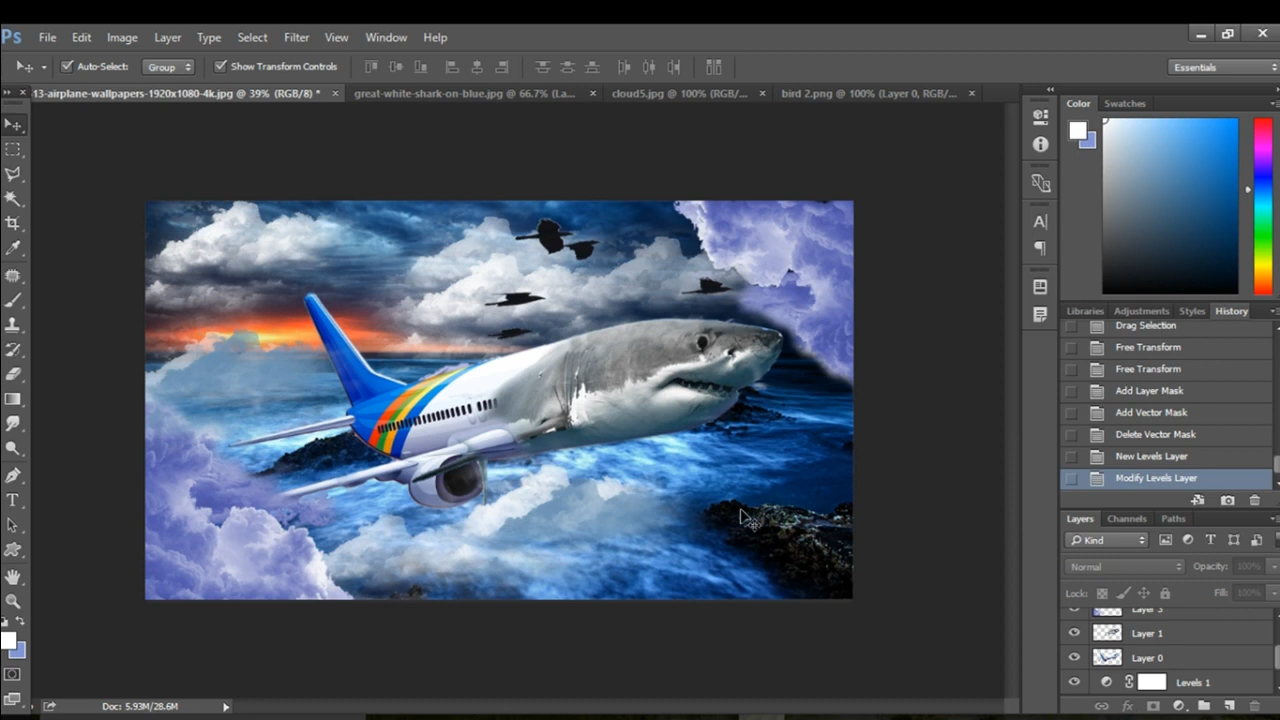 Ps File Edit Image Layer Type Select Filter View Window Help
Auto-Select: Group Show Transform Controls Essentials
13-airplane-wallpapers-1920x1080-4k.jpg @ 39% (RGB/8) * × great-white-shark-on-blue.jpg @ 66.7% (La... × cloud5.jpg @ 100% (RGB/... × bird 2.png @ 100% (Layer 0, RGB/... ×
Color Swatches
Libraries Adjustments Styles History
Drag Selection
Free Transform
Free Transform
Add Layer Mask
Add Vector Mask
Delete Vector Mask
New Levels Layer
Modify Levels Layer
Layers Channels Paths
Kind
Normal Opacity: 100%
Lock: Fill: 100%
Layer 3
Layer 1
Layer 0
Levels 1
Doc: 5.93M/28.6M